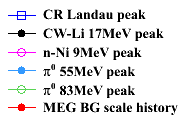 CR Landau peak
CW-Li 17MeV peak
n-Ni 9MeV peak
π⁰ 55MeV peak
π⁰ 83MeV peak
MEG BG scale history